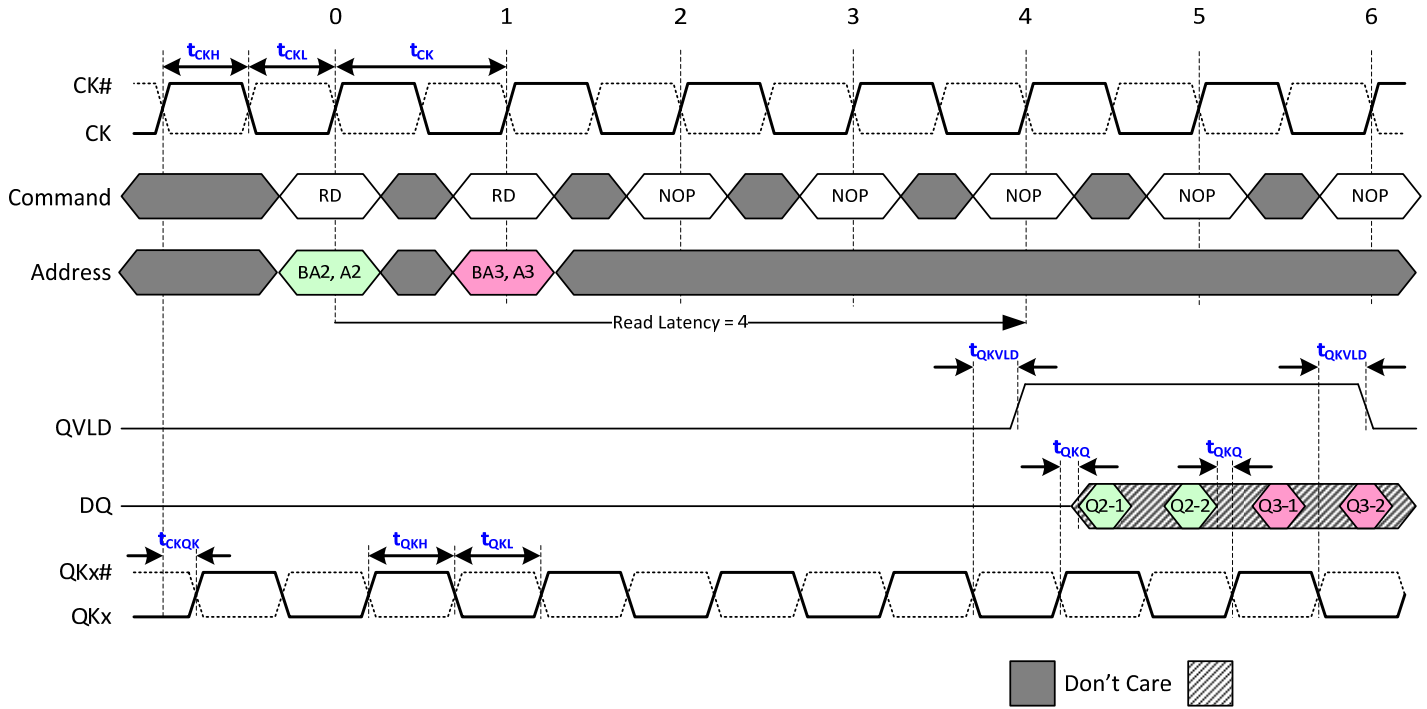 0 1 2 3 4 5 6
tCKH tCKL tCK
CK#
CK
Command RD RD NOP NOP NOP NOP NOP
Address BA2, A2 BA3, A3
Read Latency = 4
tQKVLD tQKVLD
QVLD
tQKQ tQKQ
DQ Q2-1 Q2-2 Q3-1 Q3-2
tCKQK tQKH tQKL
QKx#
QKx
Don't Care